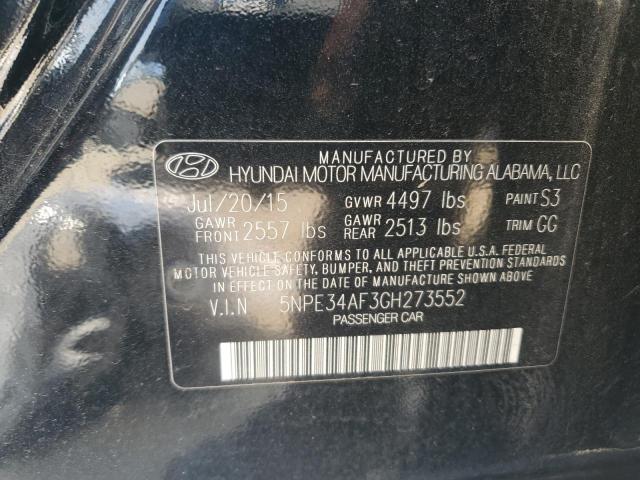 MANUFACTURED BY
HYUNDAI MOTOR MANUFACTURING ALABAMA, LLC
Jul/20/15 GVWR 4497 lbs PAINT S3
GAWR FRONT 2557 lbs GAWR REAR 2513 lbs TRIM GG
THIS VEHICLE CONFORMS TO ALL APPLICABLE U.S.A. FEDERAL
MOTOR VEHICLE SAFETY, BUMPER, AND THEFT PREVENTION STANDARDS
IN EFFECT ON THE DATE OF MANUFACTURE SHOWN ABOVE.
V.I.N 5NPE34AF3GH273552
PASSENGER CAR